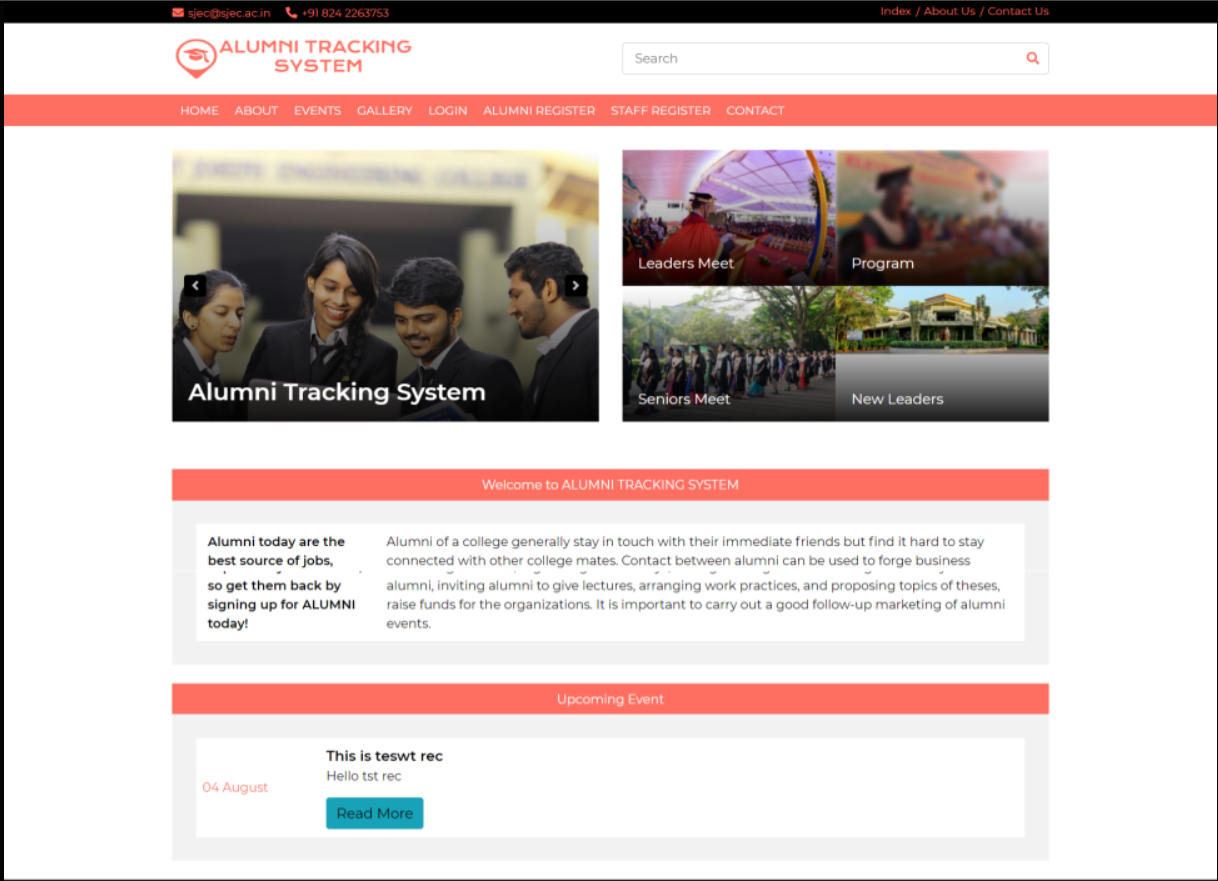 sjec@sjec.ac.in +91 824 2263753 Index / About Us / Contact Us
ALUMNI TRACKING
SYSTEM
Search
HOME ABOUT EVENTS GALLERY LOGIN ALUMNI REGISTER STAFF REGISTER CONTACT
ENGINEERING COLLEGE
Alumni Tracking System
Leaders Meet
Program
Seniors Meet
New Leaders
Welcome to ALUMNI TRACKING SYSTEM
Alumni today are the
best source of jobs,
so get them back by
signing up for ALUMNI
today!
Alumni of a college generally stay in touch with their immediate friends but find it hard to stay
connected with other college mates. Contact between alumni can be used to forge business
alumni, inviting alumni to give lectures, arranging work practices, and proposing topics of theses,
raise funds for the organizations. It is important to carry out a good follow-up marketing of alumni
events.
Upcoming Event
04 August
This is teswt rec
Hello tst rec
Read More